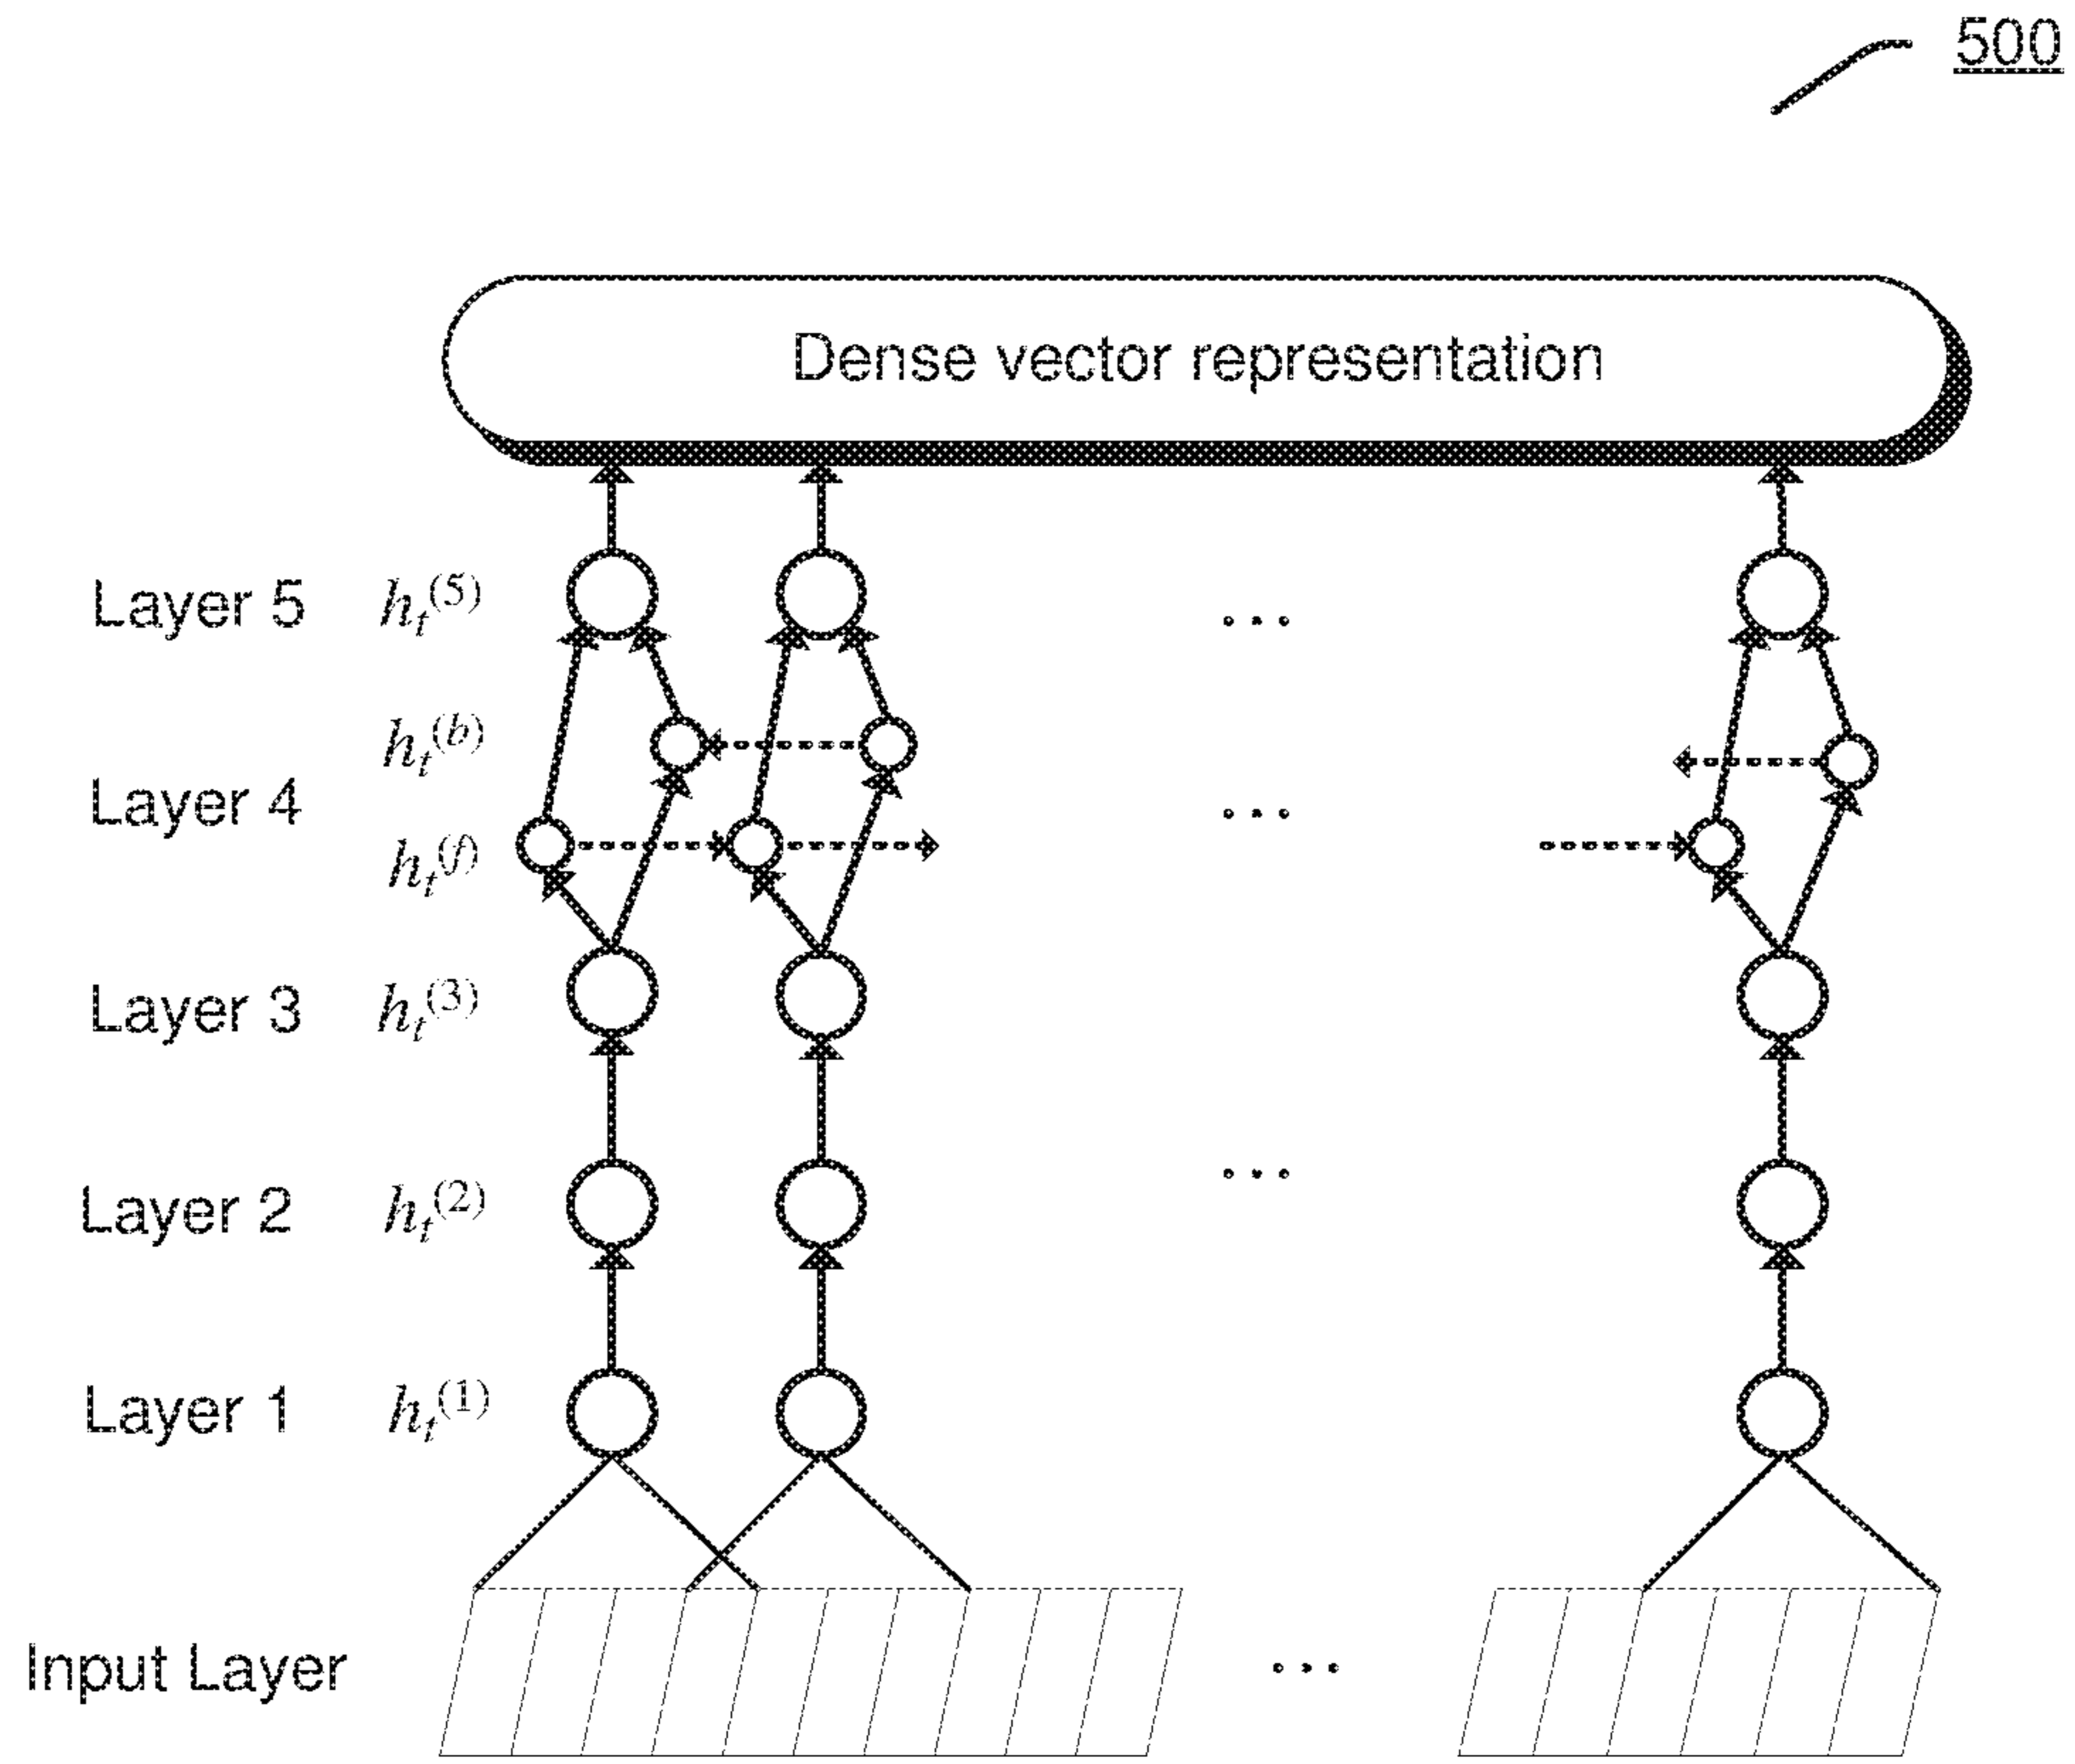 500
Dense vector representation
Layer 5 h_t^(5)
. . .
h_t^(b)
Layer 4
. . .
h_t^(f)
Layer 3 h_t^(3)
. . .
Layer 2 h_t^(2)
Layer 1 h_t^(1)
Input Layer
. . .